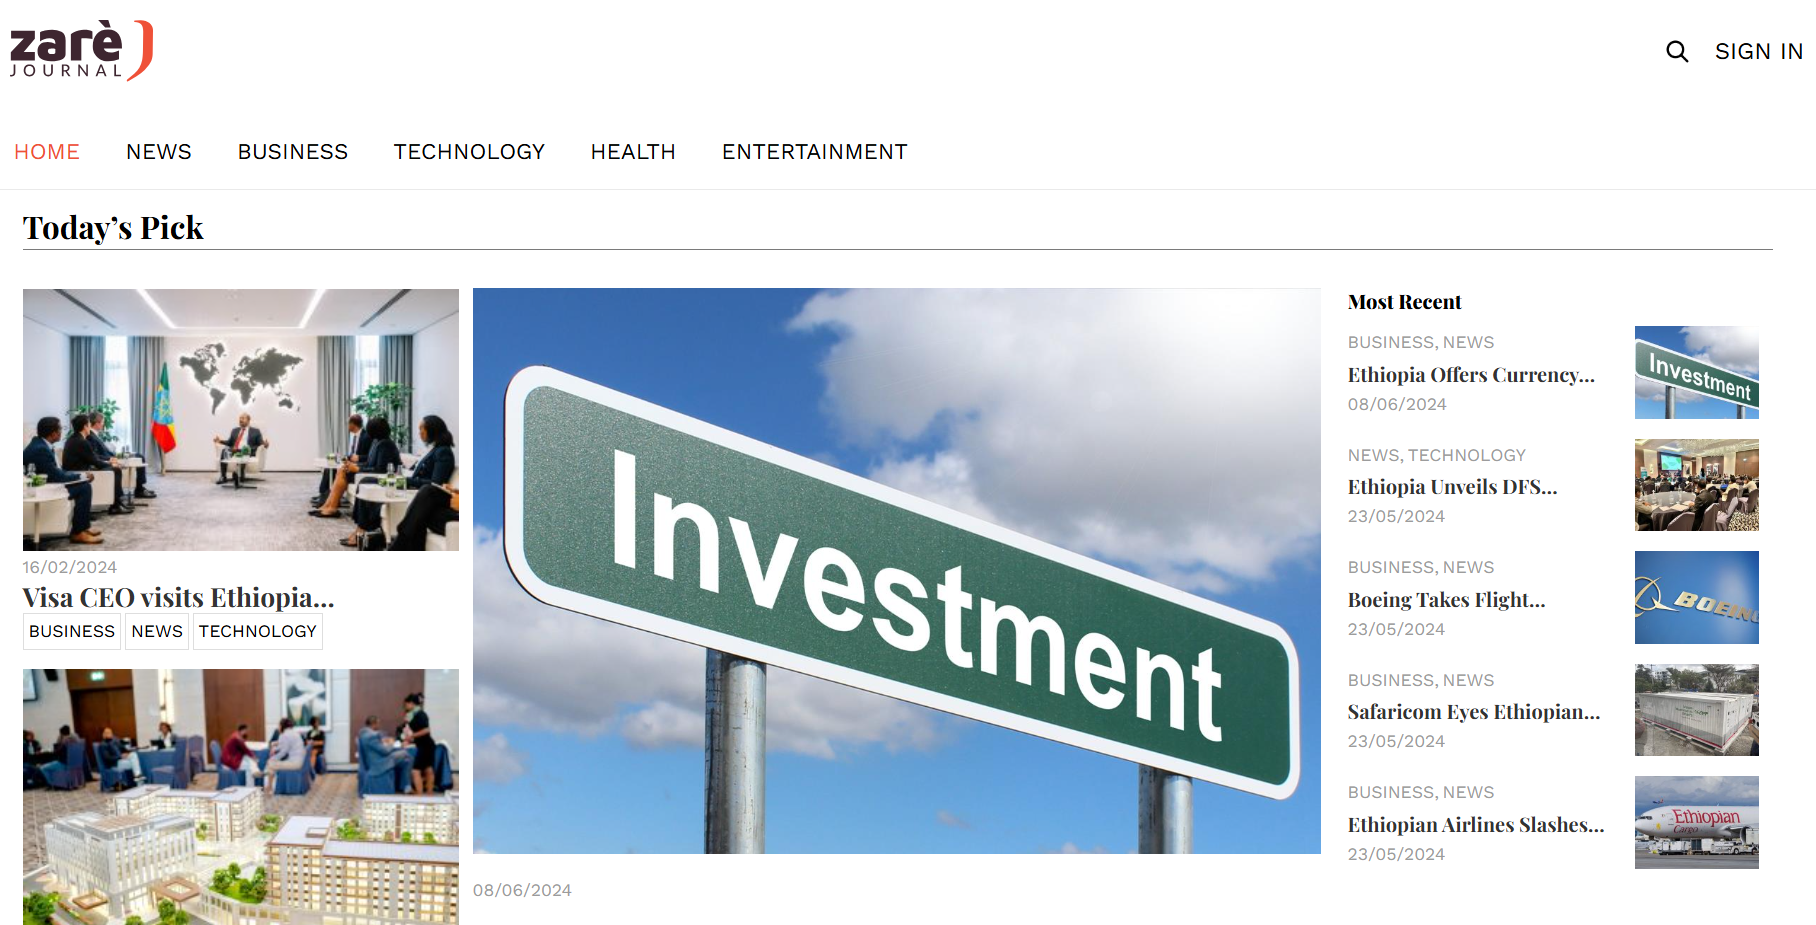 zarè
JOURNAL
SIGN IN
HOME
NEWS
BUSINESS
TECHNOLOGY
HEALTH
ENTERTAINMENT
Today’s Pick
16/02/2024
Visa CEO visits Ethiopia...
BUSINESS
NEWS
TECHNOLOGY
Investment
08/06/2024
Most Recent
BUSINESS, NEWS
Ethiopia Offers Currency...
08/06/2024
Investment
NEWS, TECHNOLOGY
Ethiopia Unveils DFS...
23/05/2024
BUSINESS, NEWS
Boeing Takes Flight...
23/05/2024
BOEING
BUSINESS, NEWS
Safaricom Eyes Ethiopian...
23/05/2024
BUSINESS, NEWS
Ethiopian Airlines Slashes...
23/05/2024
Ethiopian
Cargo